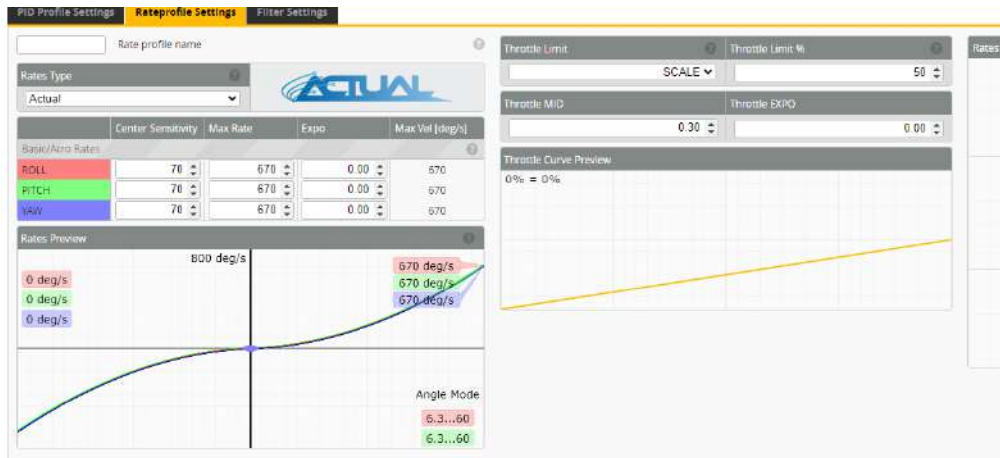 PID Profile Settings Rateprofile Settings Filter Settings
Rate profile name
Rates Type
Actual
ACTUAL
Center Sensitivity Max Rate Expo Max Vel [deg/s]
Basic/Acro Rates
ROLL 70 670 0.00 670
PITCH 70 670 0.00 670
YAW 70 670 0.00 670
Rates Preview
800 deg/s
0 deg/s
0 deg/s
0 deg/s
670 deg/s
670 deg/s
670 deg/s
Angle Mode
6.3...60
6.3...60
Throttle Limit Throttle Limit %
SCALE 50
Throttle MID Throttle EXPO
0.30 0.00
Throttle Curve Preview
0% = 0%
Rates